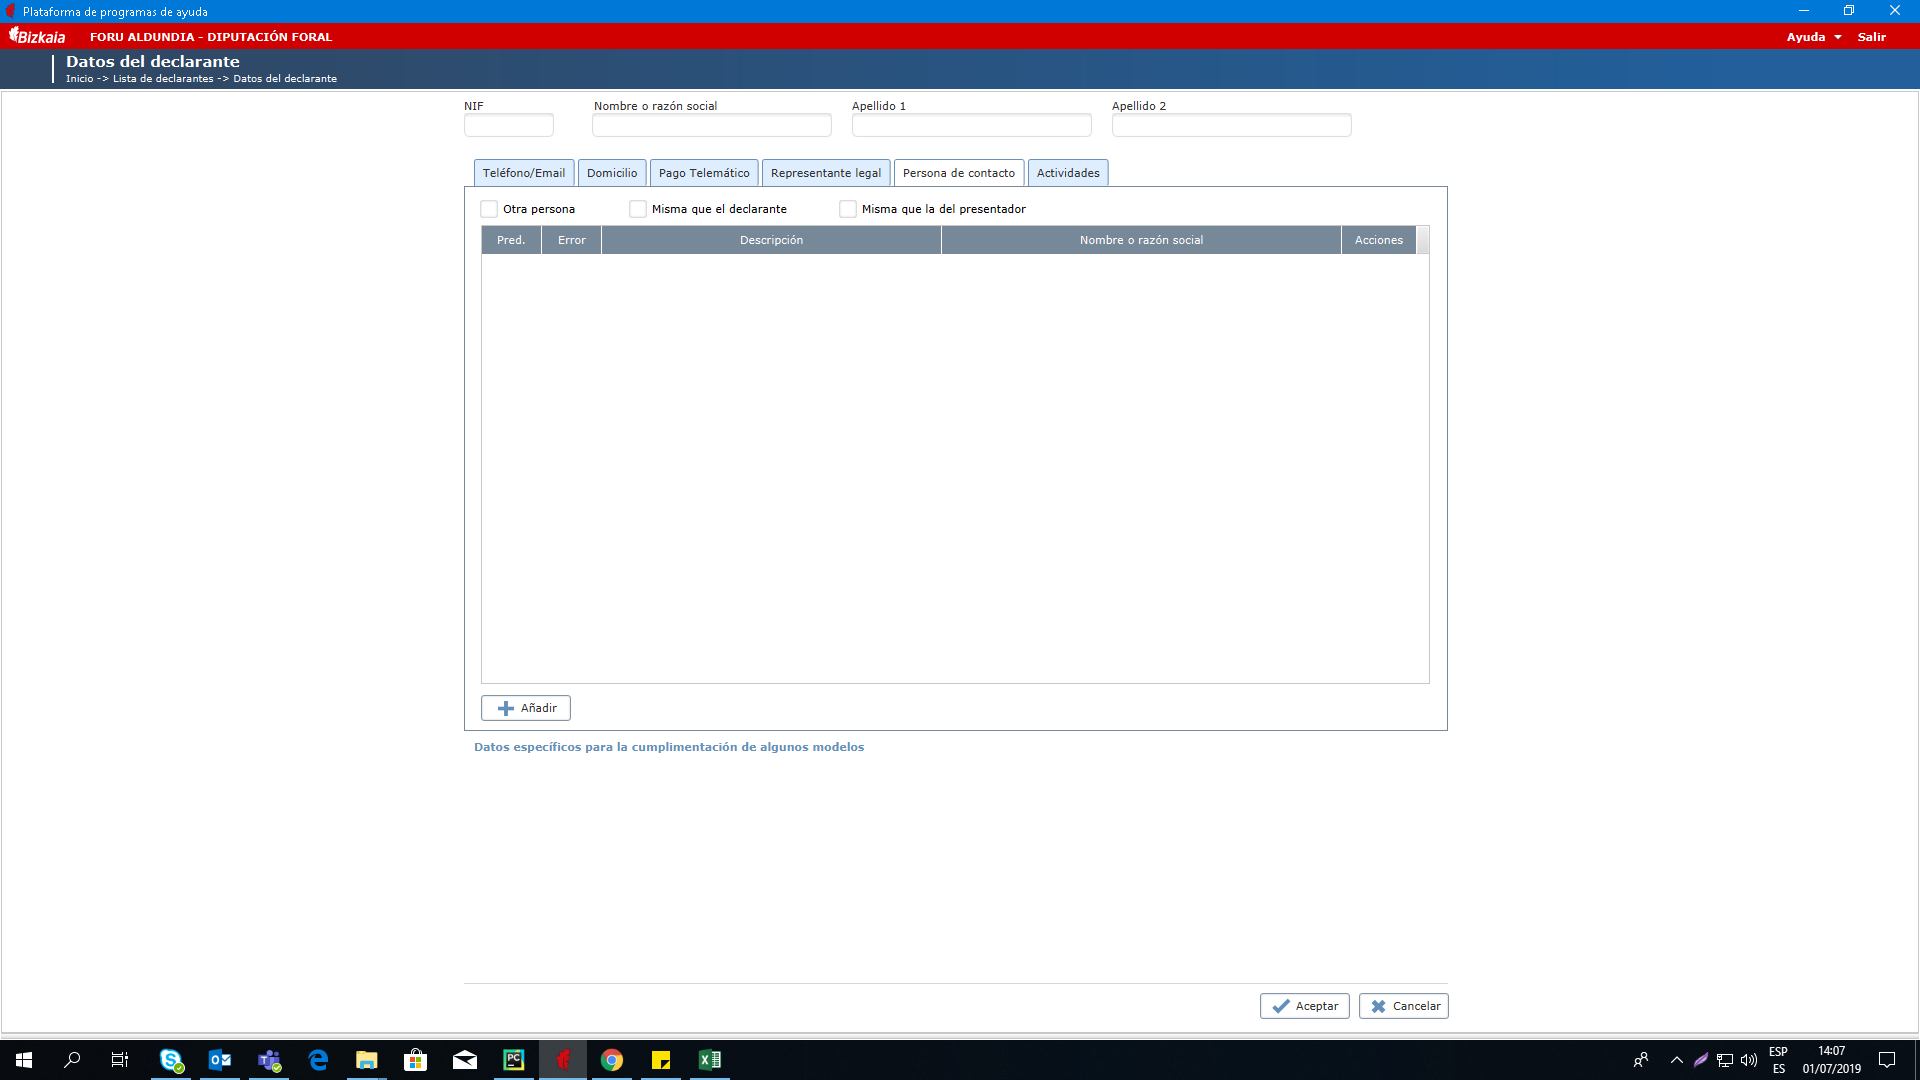 Plataforma de programas de ayuda
Bizkaia FORU ALDUNDIA - DIPUTACIÓN FORAL Ayuda Salir
Datos del declarante
Inicio -> Lista de declarantes -> Datos del declarante
NIF Nombre o razón social Apellido 1 Apellido 2
Teléfono/Email Domicilio Pago Telemático Representante legal Persona de contacto Actividades
Otra persona Misma que el declarante Misma que la del presentador
Pred. Error Descripción Nombre o razón social Acciones
Añadir
Datos específicos para la cumplimentación de algunos modelos
Aceptar Cancelar
ESP 14:07
ES 01/07/2019